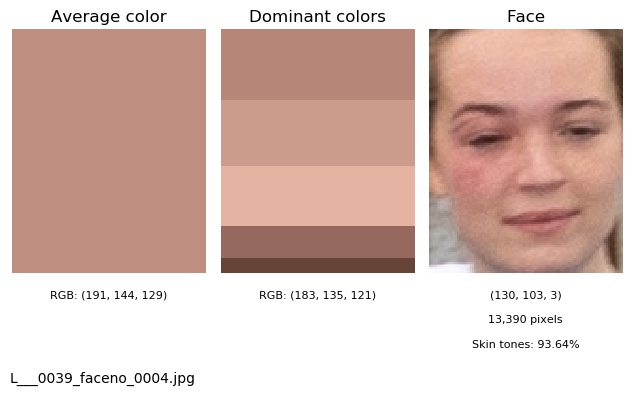 Average color
Dominant colors
Face
RGB: (191, 144, 129)
RGB: (183, 135, 121)
(130, 103, 3)
13,390 pixels
Skin tones: 93.64%
L___0039_faceno_0004.jpg